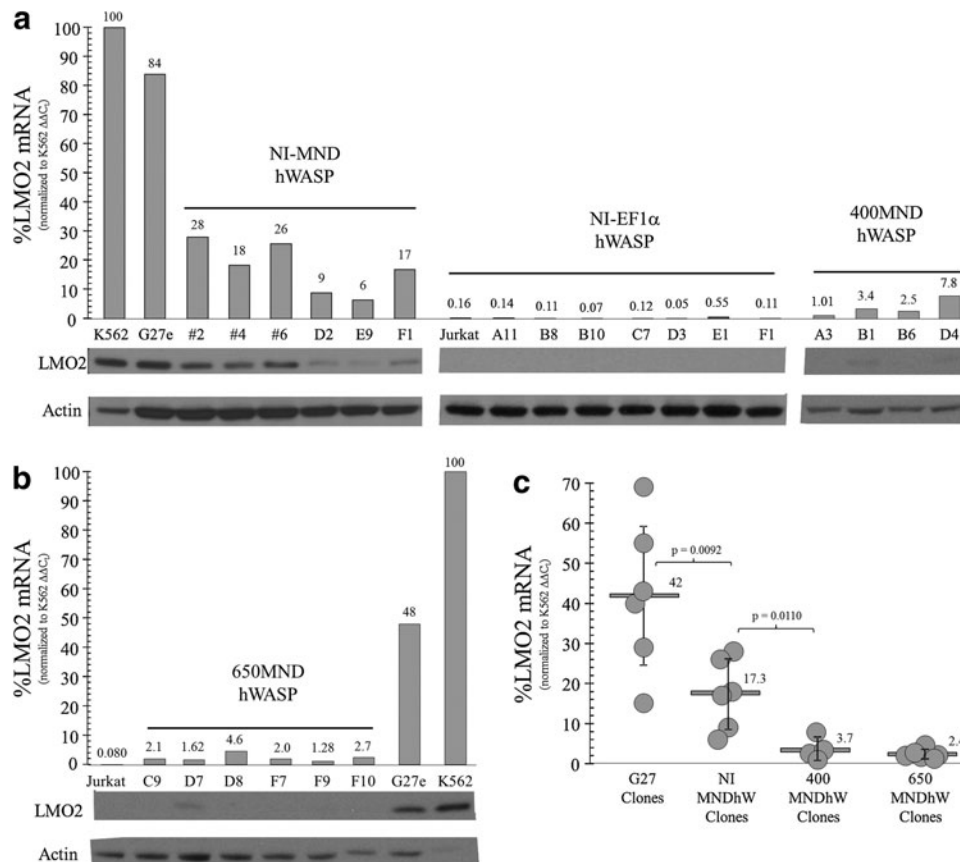 a
%LMO2 mRNA
(normalized to K562 ΔΔCt)
100
90
80
70
60
50
40
30
20
10
0
100
84
NI-MND
hWASP
28
18
26
9
6
17
NI-EF1α
hWASP
0.16 0.14 0.11 0.07 0.12 0.05 0.55 0.11
400MND
hWASP
1.01 3.4 2.5 7.8
K562 G27e #2 #4 #6 D2 E9 F1 Jurkat A11 B8 B10 C7 D3 E1 F1 A3 B1 B6 D4
LMO2
Actin
b
%LMO2 mRNA
(normalized to K562 ΔΔCt)
100
90
80
70
60
50
40
30
20
10
0
650MND
hWASP
0.080 2.1 1.62 4.6 2.0 1.28 2.7 48 100
Jurkat C9 D7 D8 F7 F9 F10 G27e K562
LMO2
Actin
c
%LMO2 mRNA
(normalized to K562 ΔΔCt)
70
60
50
40
30
20
10
0
p = 0.0092
42
p = 0.0110
17.3
3.7
2.4
G27
Clones
NI
MNDhW
Clones
400
MNDhW
Clones
650
MNDhW
Clones